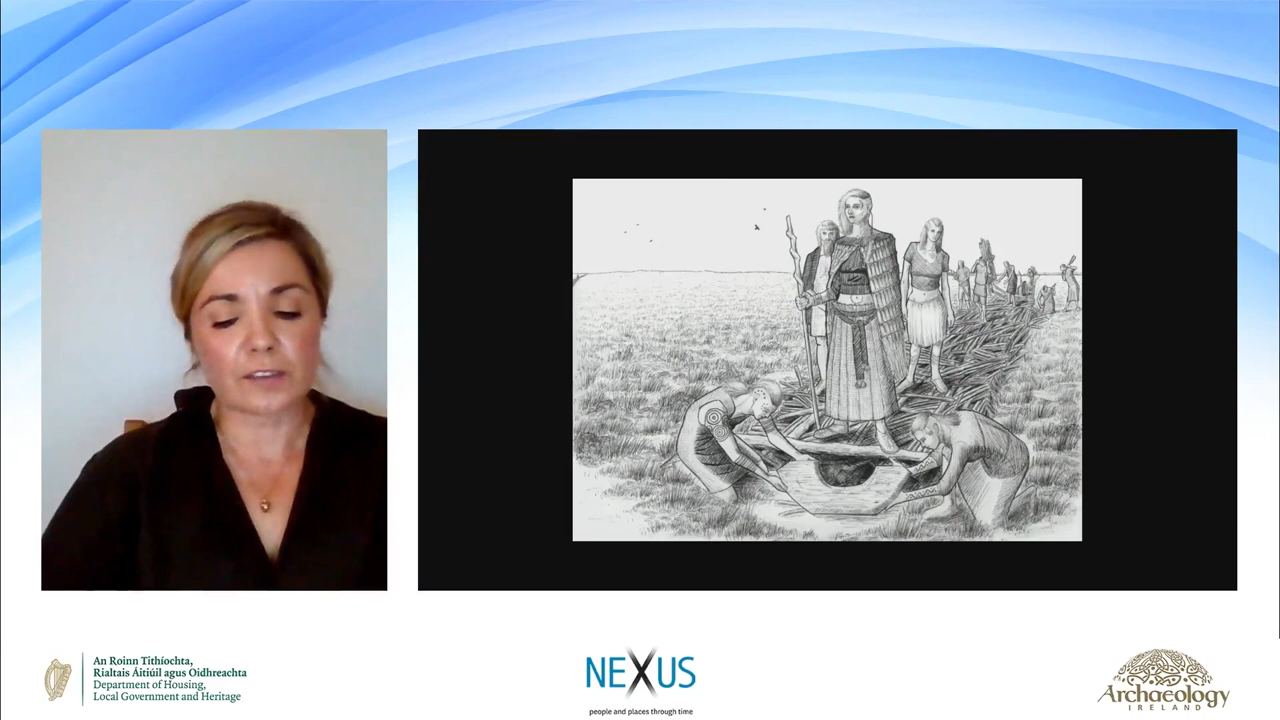 An Roinn Tithíochta,
Rialtais Áitiúil agus Oidhreachta
Department of Housing,
Local Government and Heritage
NEXUS
people and places through time
Archaeology
IRELAND